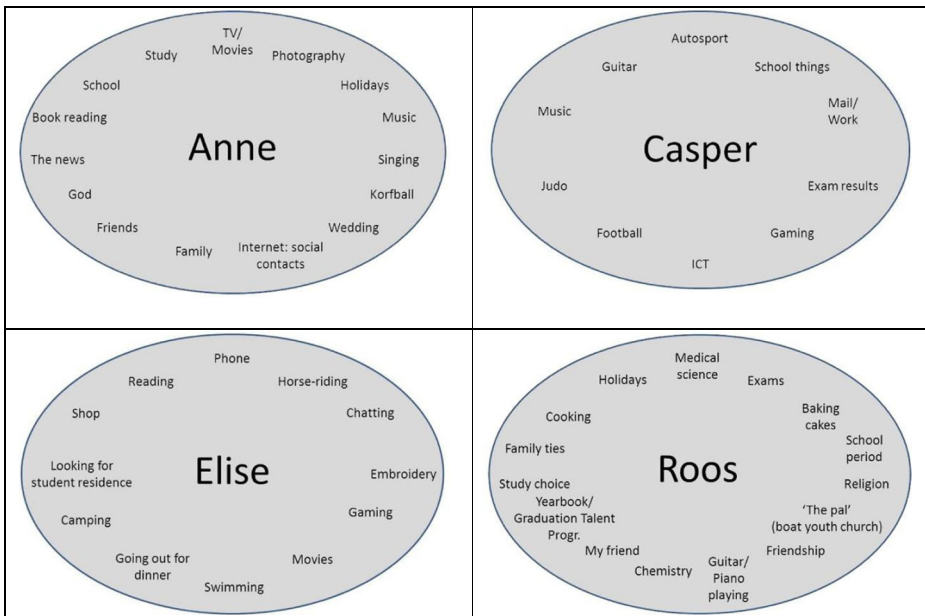 TV/
Movies
Study
Photography
School
Holidays
Book reading
Music
Anne
The news
Singing
God
Korfball
Friends
Wedding
Family
Internet: social
contacts
Autosport
Guitar
School things
Music
Mail/
Work
Casper
Judo
Exam results
Football
Gaming
ICT
Phone
Reading
Horse-riding
Shop
Chatting
Elise
Looking for
student residence
Embroidery
Camping
Gaming
Going out for
dinner
Movies
Swimming
Medical
science
Holidays
Exams
Cooking
Baking
cakes
Family ties
School
period
Roos
Study choice
Religion
Yearbook/
Graduation Talent
Progr.
'The pal'
(boat youth church)
My friend
Friendship
Chemistry
Guitar/
Piano
playing